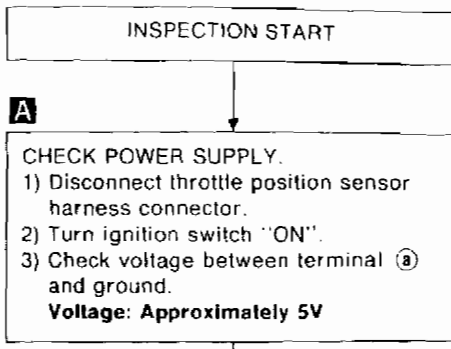 INSPECTION START
A
CHECK POWER SUPPLY.
1) Disconnect throttle position sensor
harness connector.
2) Turn ignition switch "ON".
3) Check voltage between terminal ⓐ
and ground.
Voltage: Approximately 5V